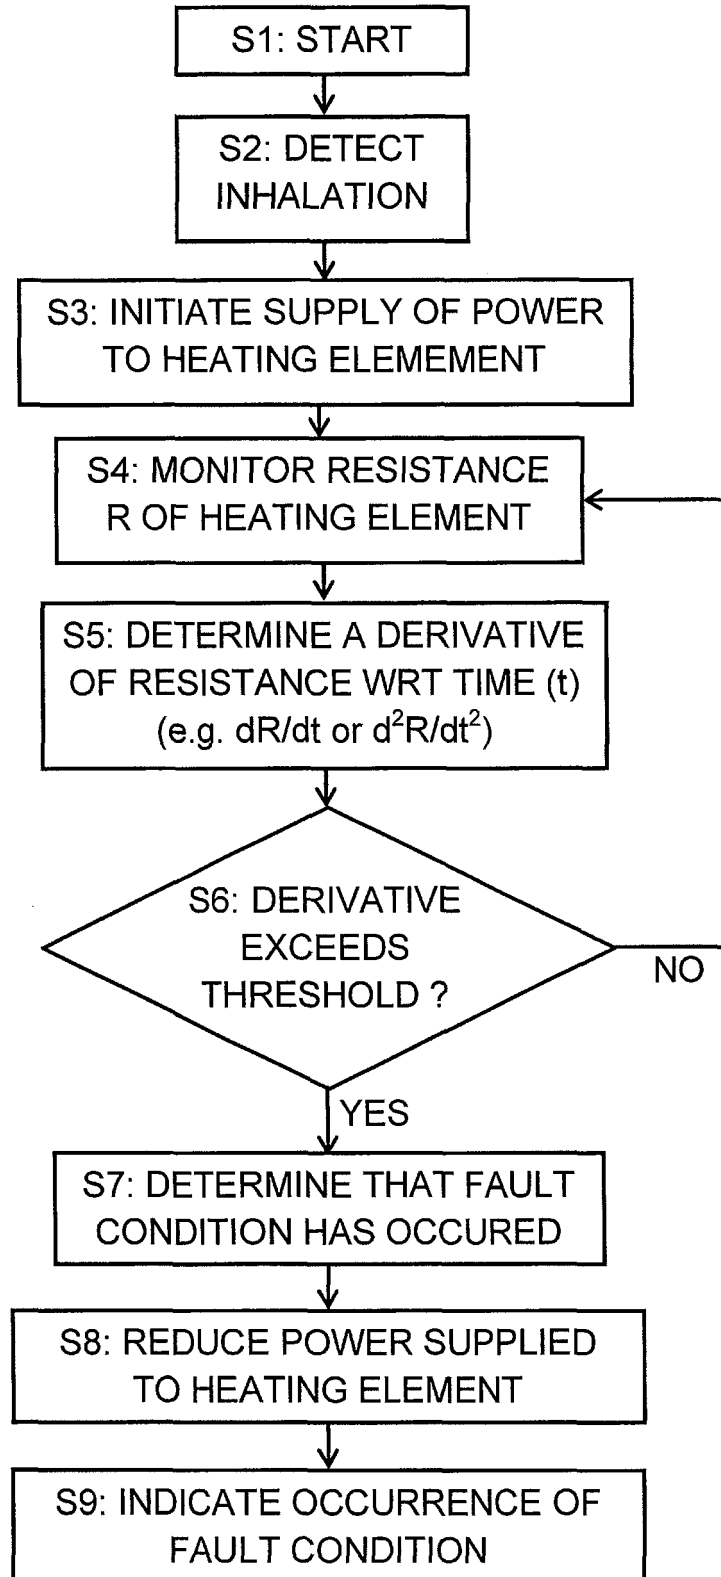 S1: START
S2: DETECT
INHALATION
S3: INITIATE SUPPLY OF POWER
TO HEATING ELEMEMENT
S4: MONITOR RESISTANCE
R OF HEATING ELEMENT
S5: DETERMINE A DERIVATIVE
OF RESISTANCE WRT TIME (t)
(e.g. dR/dt or d²R/dt²)
S6: DERIVATIVE
EXCEEDS
THRESHOLD ?
NO
YES
S7: DETERMINE THAT FAULT
CONDITION HAS OCCURED
S8: REDUCE POWER SUPPLIED
TO HEATING ELEMENT
S9: INDICATE OCCURRENCE OF
FAULT CONDITION